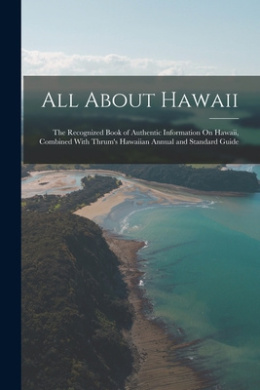 All About Hawaii
The Recognized Book of Authentic Information On Hawaii,
Combined With Thrum's Hawaiian Annual and Standard Guide